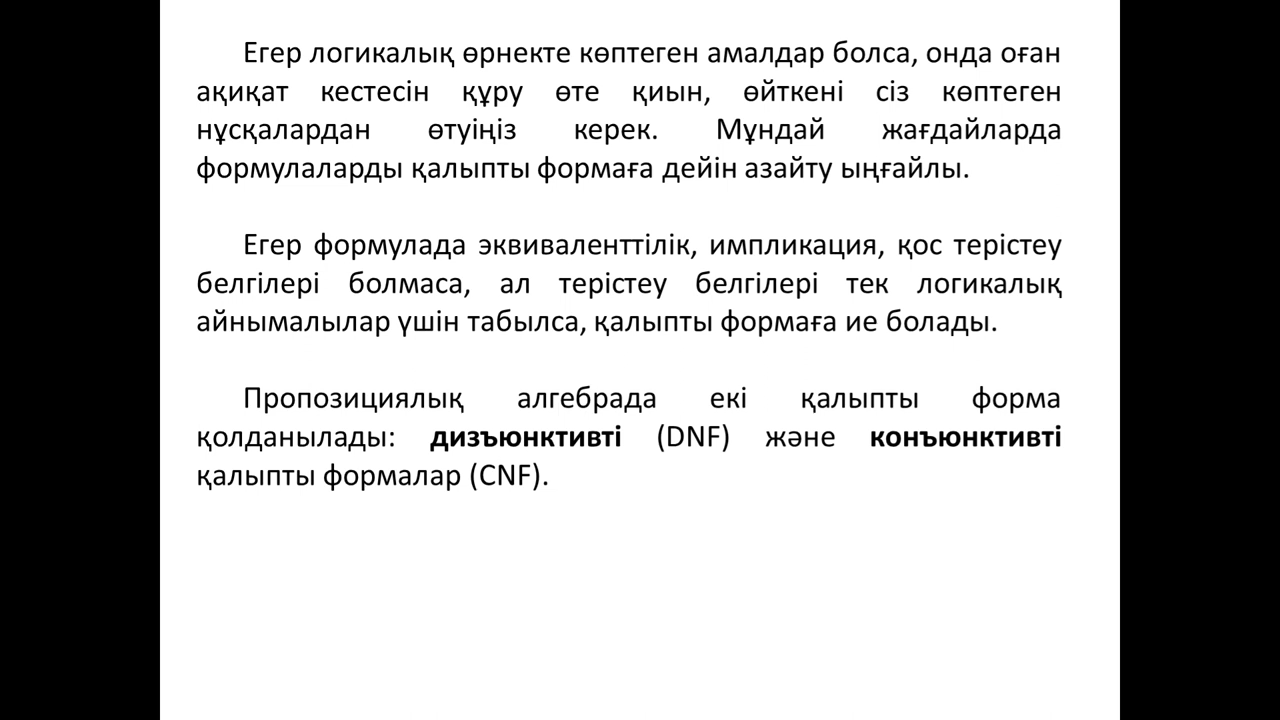 Егер логикалық өрнекте көптеген амалдар болса, онда оған
ақиқат кестесін құру өте қиын, өйткені сіз көптеген
нұсқалардан өтуіңіз керек. Мұндай жағдайларда
формулаларды қалыпты формаға дейін азайту ыңғайлы.
Егер формулада эквиваленттілік, импликация, қос терістеу
белгілері болмаса, ал терістеу белгілері тек логикалық
айнымалылар үшін табылса, қалыпты формаға ие болады.
Пропозициялық алгебрада екі қалыпты форма
қолданылады: дизъюнктивті (DNF) және конъюнктивті
қалыпты формалар (CNF).